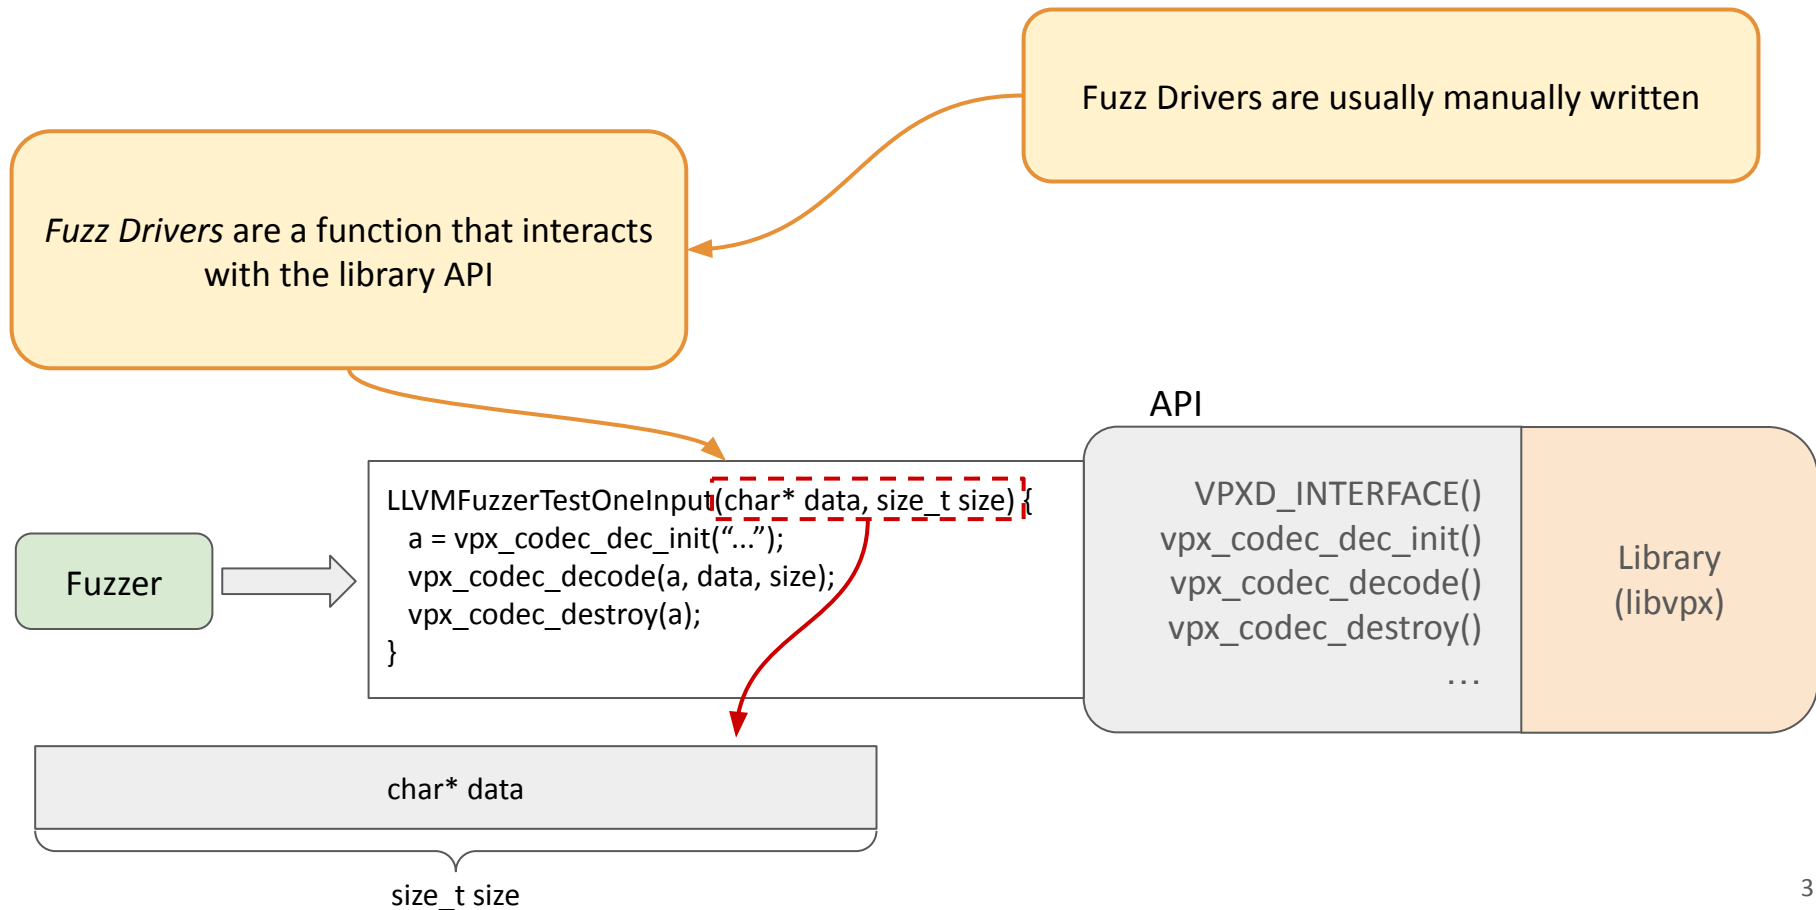 Fuzz Drivers are usually manually written
Fuzz Drivers are a function that interacts
with the library API
API
LLVMFuzzerTestOneInput(char* data, size_t size) {
a = vpx_codec_dec_init(“...”);
vpx_codec_decode(a, data, size);
vpx_codec_destroy(a);
}
VPXD_INTERFACE()
vpx_codec_dec_init()
vpx_codec_decode()
vpx_codec_destroy()
...
Library
(libvpx)
Fuzzer
char* data
size_t size
3